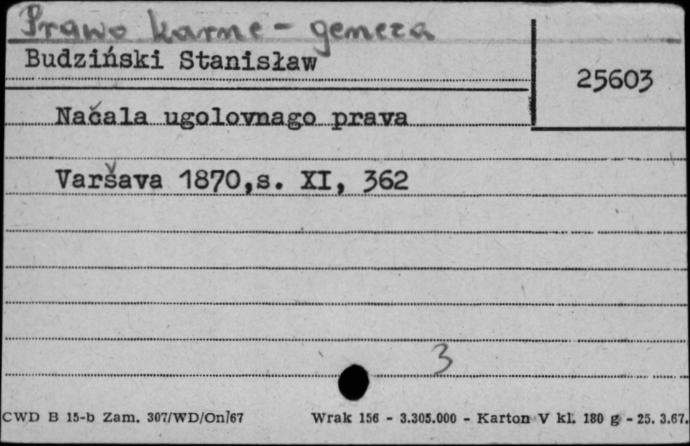 Prawo karne - geneza
Budziński Stanisław
25603
Načala ugolovnago prava
Varšava 1870,s. XI, 362
3
CWD B 15-b Zam. 307/WD/On/67 Wrak 156 - 3.305.000 - Karton V kl. 180 g - 25. 3.67.